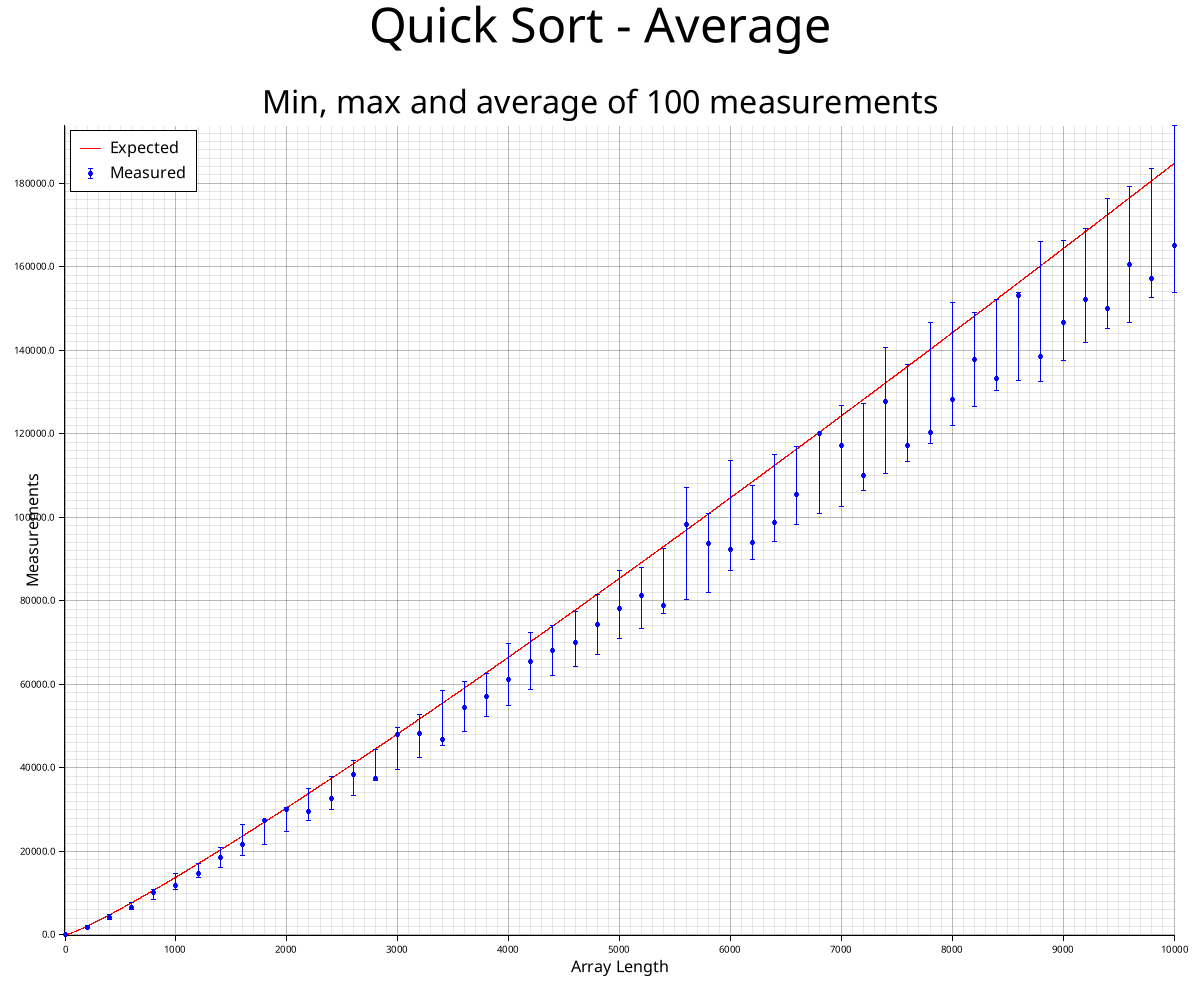 Quick Sort - Average
Min, max and average of 100 measurements
Expected
Measured
180000.0
160000.0
140000.0
120000.0
100000.0
80000.0
60000.0
40000.0
20000.0
0.0
Measurements
0 1000 2000 3000 4000 5000 6000 7000 8000 9000 10000
Array Length